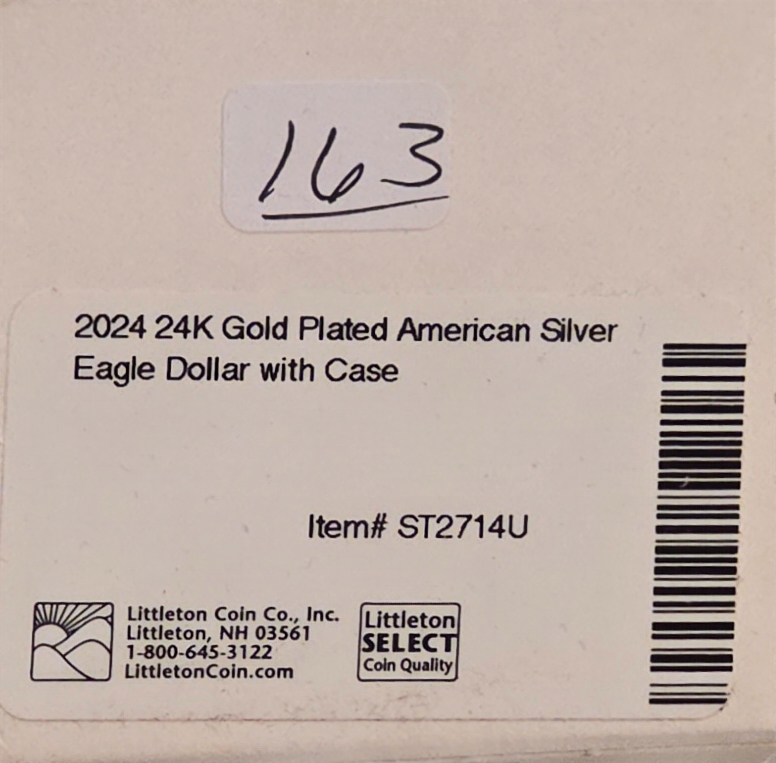 163
2024 24K Gold Plated American Silver
Eagle Dollar with Case
Item# ST2714U
Littleton Coin Co., Inc.
Littleton, NH 03561
1-800-645-3122
LittletonCoin.com
Littleton
SELECT
Coin Quality